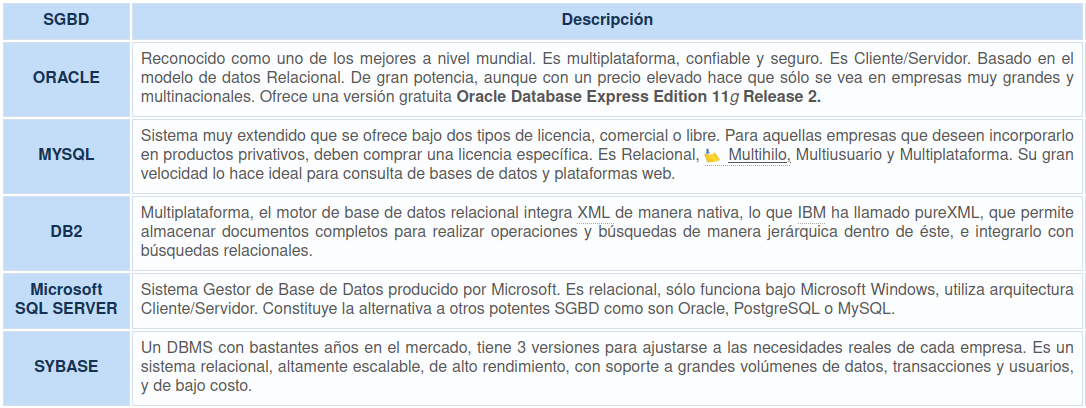 SGBD Descripción
ORACLE
Reconocido como uno de los mejores a nivel mundial. Es multiplataforma, confiable y seguro. Es Cliente/Servidor. Basado en el
modelo de datos Relacional. De gran potencia, aunque con un precio elevado hace que sólo se vea en empresas muy grandes y
multinacionales. Ofrece una versión gratuita Oracle Database Express Edition 11g Release 2.
MYSQL
Sistema muy extendido que se ofrece bajo dos tipos de licencia, comercial o libre. Para aquellas empresas que deseen incorporarlo
en productos privativos, deben comprar una licencia específica. Es Relacional, Multihilo, Multiusuario y Multiplataforma. Su gran
velocidad lo hace ideal para consulta de bases de datos y plataformas web.
DB2
Multiplataforma, el motor de base de datos relacional integra XML de manera nativa, lo que IBM ha llamado pureXML, que permite
almacenar documentos completos para realizar operaciones y búsquedas de manera jerárquica dentro de éste, e integrarlo con
búsquedas relacionales.
Microsoft
SQL SERVER
Sistema Gestor de Base de Datos producido por Microsoft. Es relacional, sólo funciona bajo Microsoft Windows, utiliza arquitectura
Cliente/Servidor. Constituye la alternativa a otros potentes SGBD como son Oracle, PostgreSQL o MySQL.
SYBASE
Un DBMS con bastantes años en el mercado, tiene 3 versiones para ajustarse a las necesidades reales de cada empresa. Es un
sistema relacional, altamente escalable, de alto rendimiento, con soporte a grandes volúmenes de datos, transacciones y usuarios,
y de bajo costo.